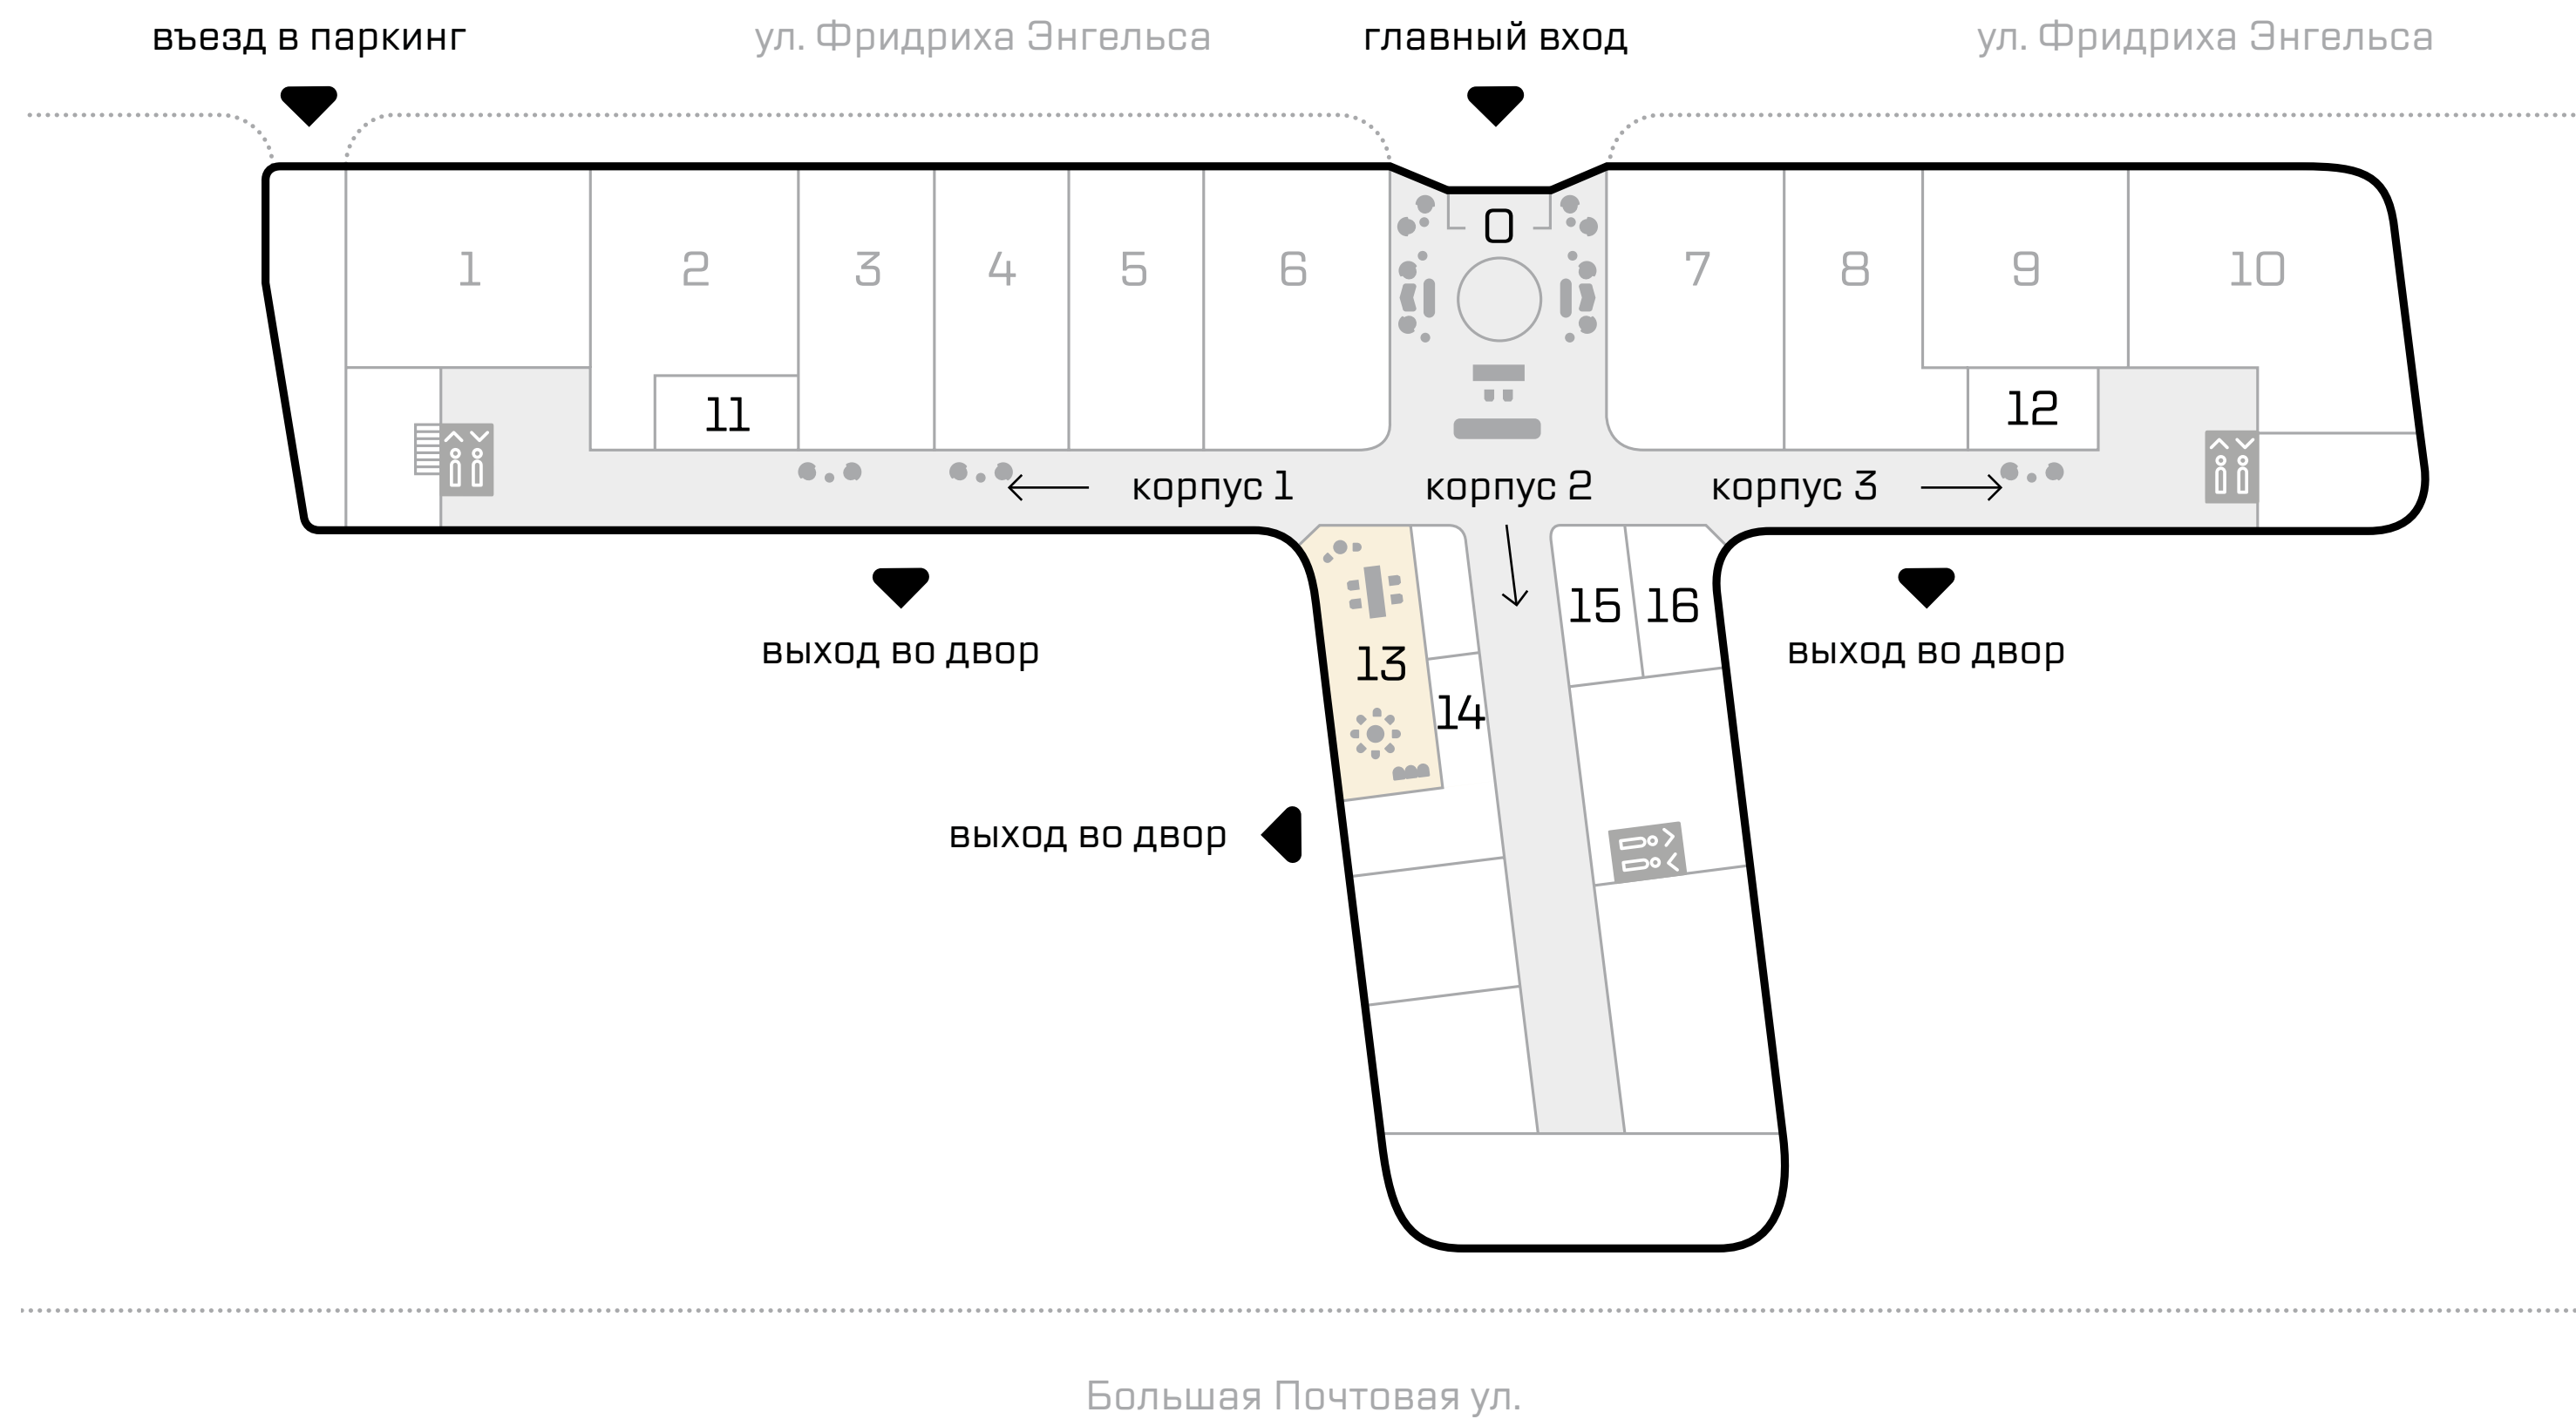 въезд в паркинг
ул. Фридриха Энгельса
главный вход
ул. Фридриха Энгельса
0
1
2
3
4
5
6
7
8
9
10
11
12
корпус 1
корпус 2
корпус 3
15
16
выход во двор
13
выход во двор
14
выход во двор
Большая Почтовая ул.